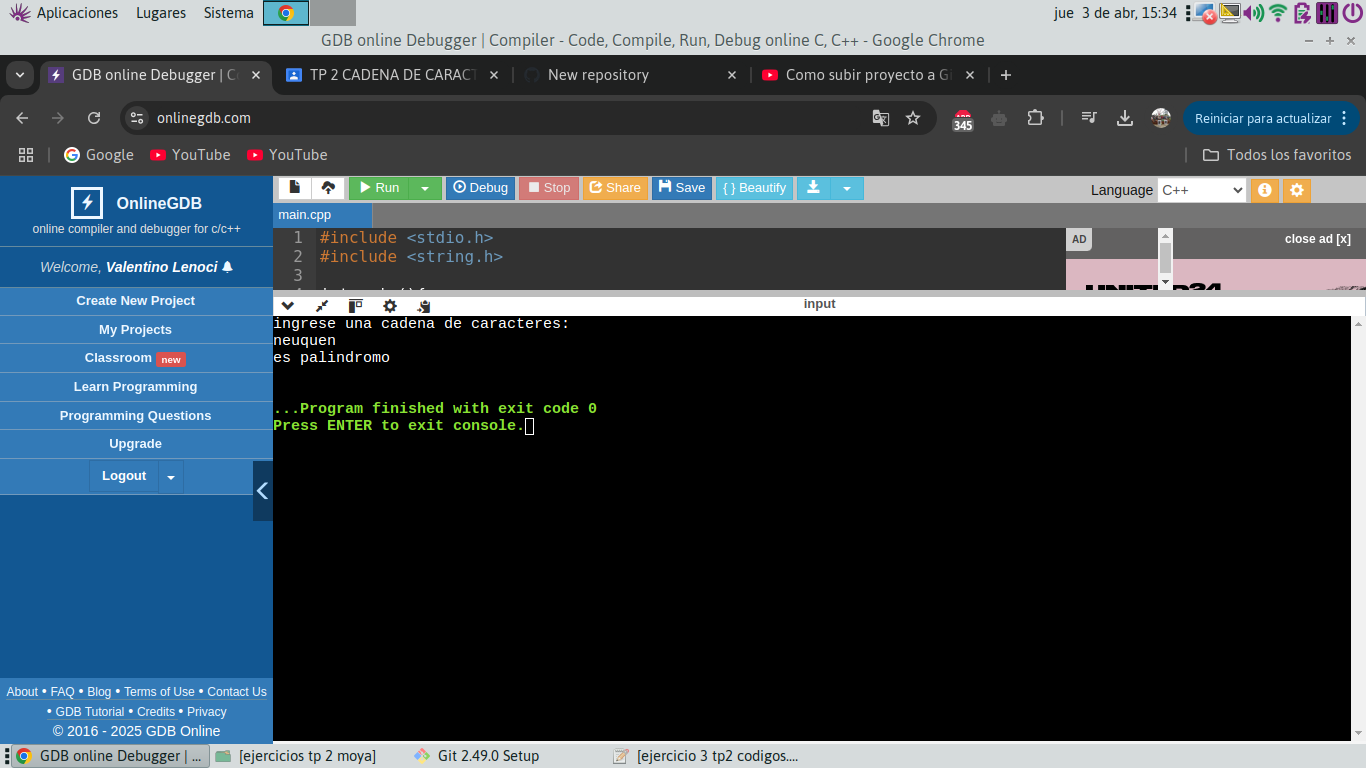 Aplicaciones Lugares Sistema jue 3 de abr, 15:34
GDB online Debugger | Compiler - Code, Compile, Run, Debug online C, C++ - Google Chrome
GDB online Debugger | C TP 2 CADENA DE CARACT New repository Como subir proyecto a G
onlinegdb.com 345 Reiniciar para actualizar
Google YouTube YouTube Todos los favoritos
OnlineGDB
online compiler and debugger for c/c++
Welcome, Valentino Lenoci
Create New Project
My Projects
Classroom new
Learn Programming
Programming Questions
Upgrade
Logout
About • FAQ • Blog • Terms of Use • Contact Us
• GDB Tutorial • Credits • Privacy
© 2016 - 2025 GDB Online
Run Debug Stop Share Save { } Beautify Language C++
main.cpp
1 #include <stdio.h>
2 #include <string.h>
3
AD close ad [x]
input
ingrese una cadena de caracteres:
neuquen
es palindromo
...Program finished with exit code 0
Press ENTER to exit console.
GDB online Debugger | ... [ejercicios tp 2 moya] Git 2.49.0 Setup [ejercicio 3 tp2 codigos....